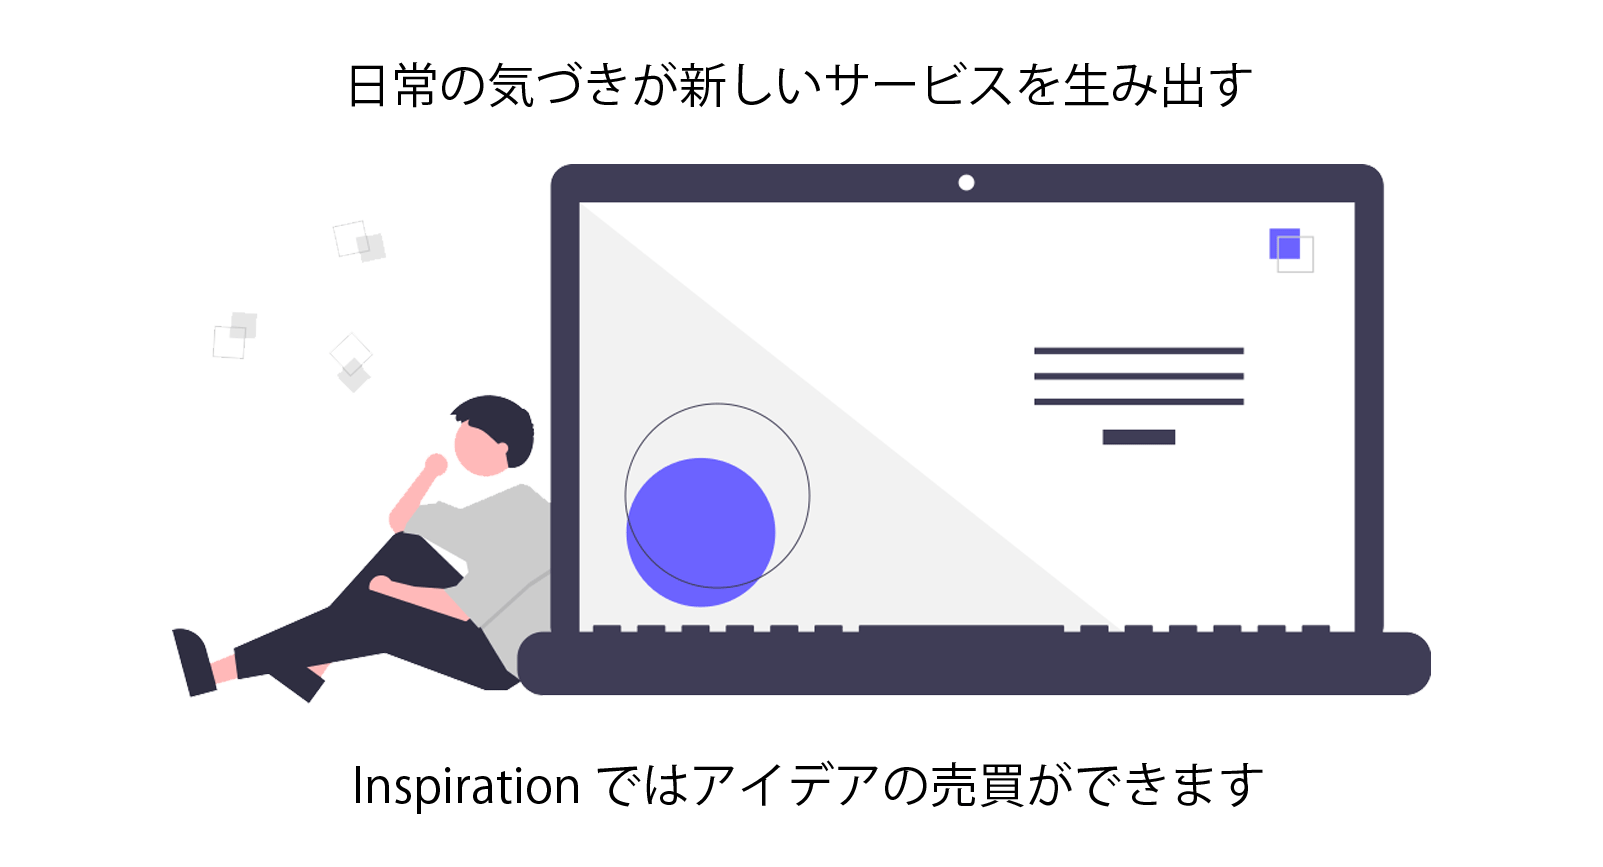 日常の気づきが新しいサービスを生み出す
Inspiration ではアイデアの売買ができます